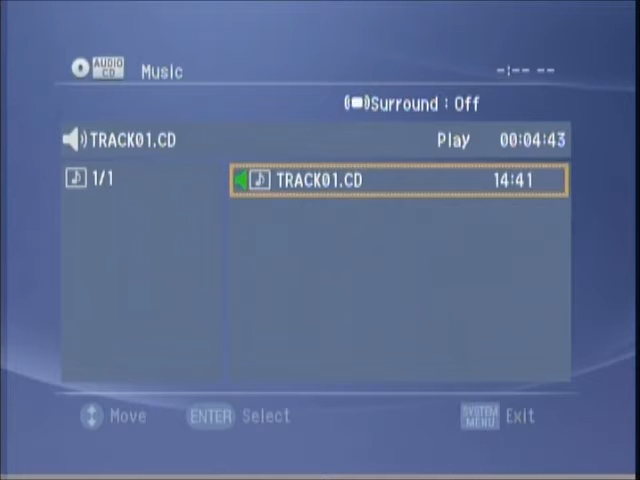 AUDIO CD Music -:-- --
Surround : Off
TRACK01.CD Play 00:04:43
1/1
TRACK01.CD 14:41
Move ENTER Select SYSTEM MENU Exit